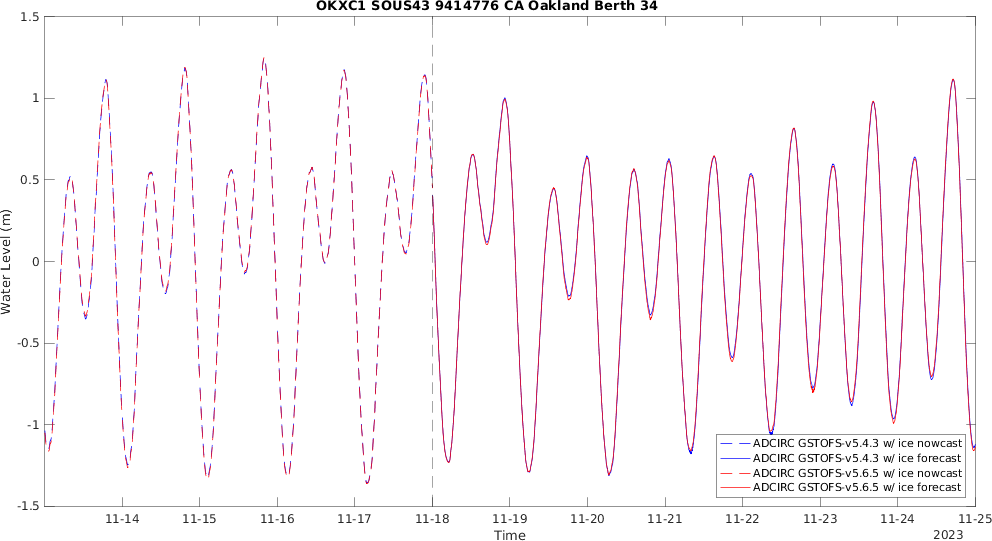 OKXC1 SOUS43 9414776 CA Oakland Berth 34
1.5
1
0.5
0
-0.5
-1
-1.5
Water Level (m)
ADCIRC GSTOFS-v5.4.3 w/ ice nowcast
ADCIRC GSTOFS-v5.4.3 w/ ice forecast
ADCIRC GSTOFS-v5.6.5 w/ ice nowcast
ADCIRC GSTOFS-v5.6.5 w/ ice forecast
11-14 11-15 11-16 11-17 11-18 11-19 11-20 11-21 11-22 11-23 11-24 11-25
Time
2023